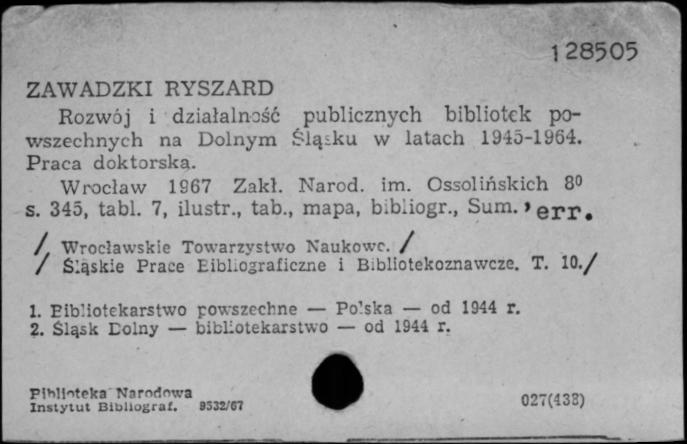 128505
ZAWADZKI RYSZARD
Rozwój i działalność publicznych bibliotek po-
wszechnych na Dolnym Śląsku w latach 1945-1964.
Praca doktorska.
Wrocław 1967 Zakł. Narod. im. Ossolińskich 8⁰
s. 345, tabl. 7, ilustr., tab., mapa, bibliogr., Sum., err.
/ Wrocławskie Towarzystwo Naukowe. /
/ Śląskie Prace Bibliograficzne i Bibliotekoznawcze. T. 10./
1. Bibliotekarstwo powszechne — Polska — od 1944 r.
2. Śląsk Dolny — bibliotekarstwo — od 1944 r.
Biblioteka Narodowa
Instytut Bibliograf. 9532/67 027(438)